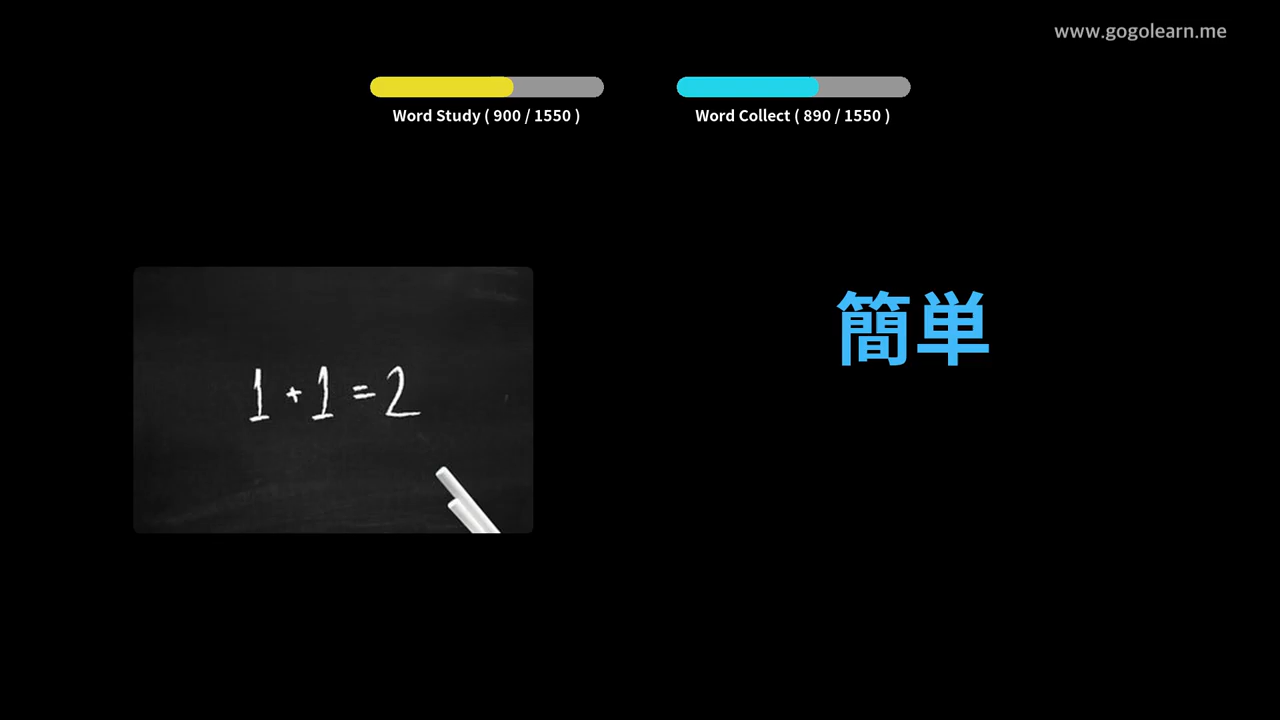 www.gogolearn.me
Word Study ( 900 / 1550 )
Word Collect ( 890 / 1550 )
1 + 1 = 2
簡単